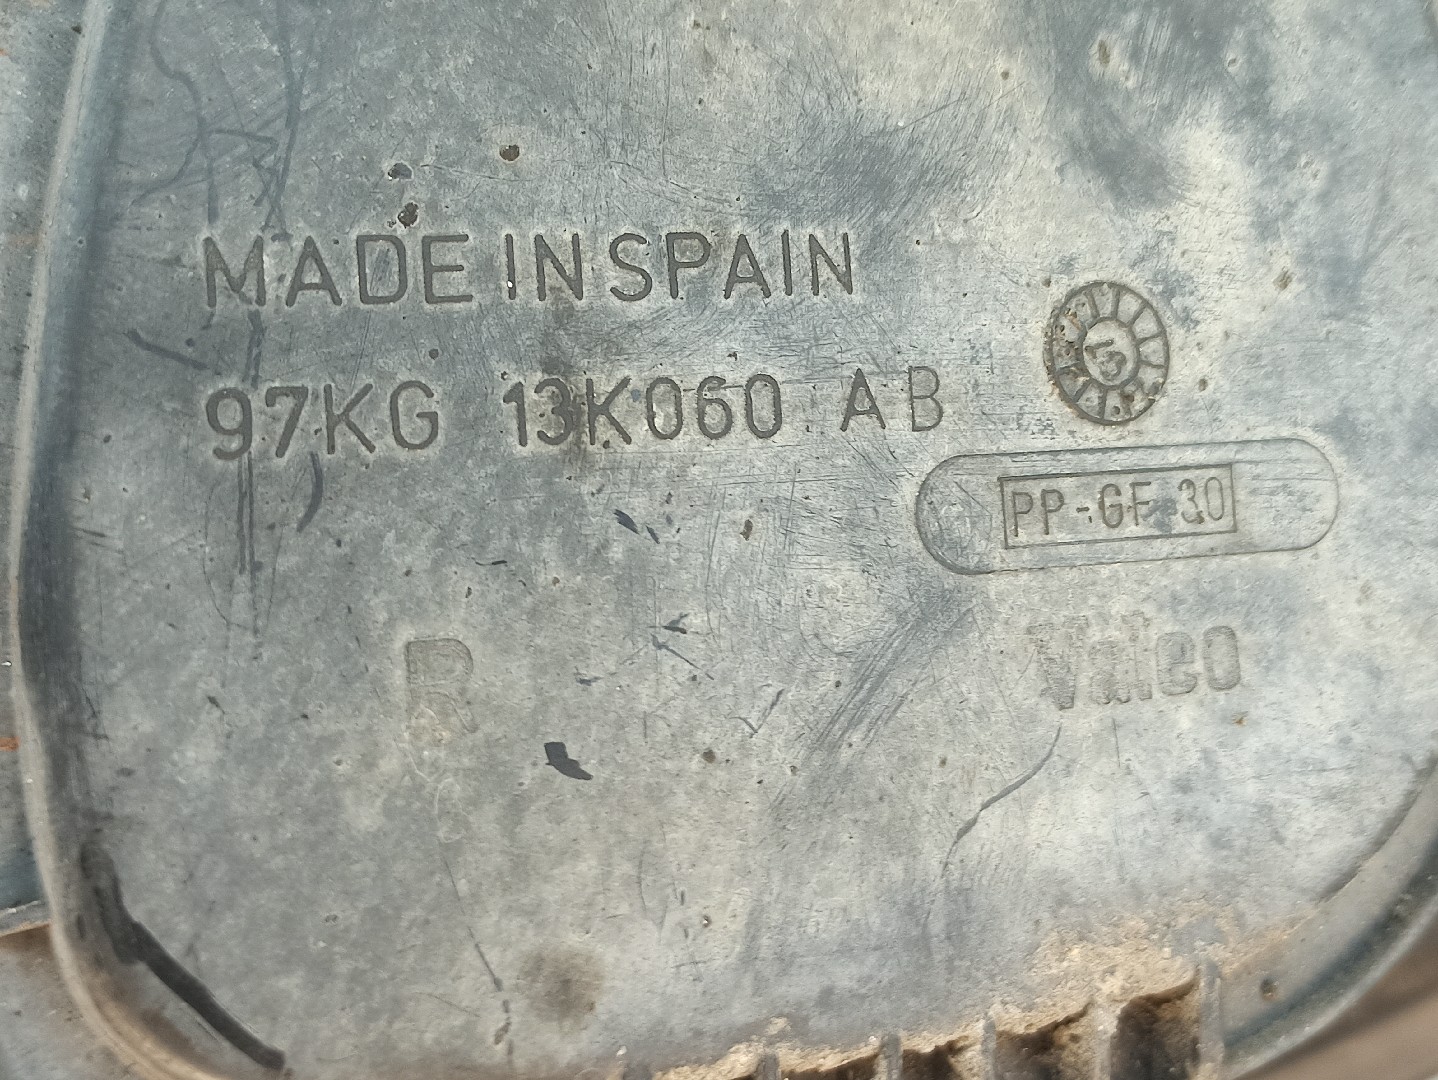 MADE IN SPAIN
97KG 13K060 AB
PP-GF 30
R
Valeo